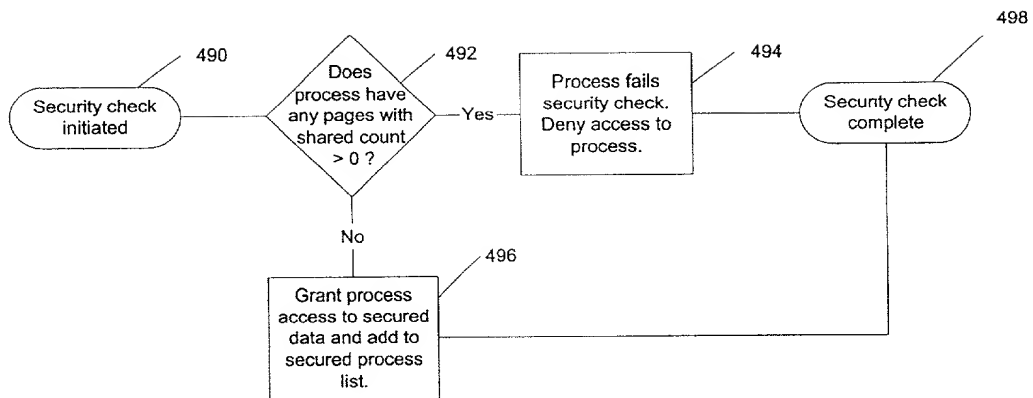 490
Security check
initiated
492
Does
process have
any pages with
shared count
> 0 ?
Yes
494
Process fails
security check.
Deny access to
process.
498
Security check
complete
No
496
Grant process
access to secured
data and add to
secured process
list.